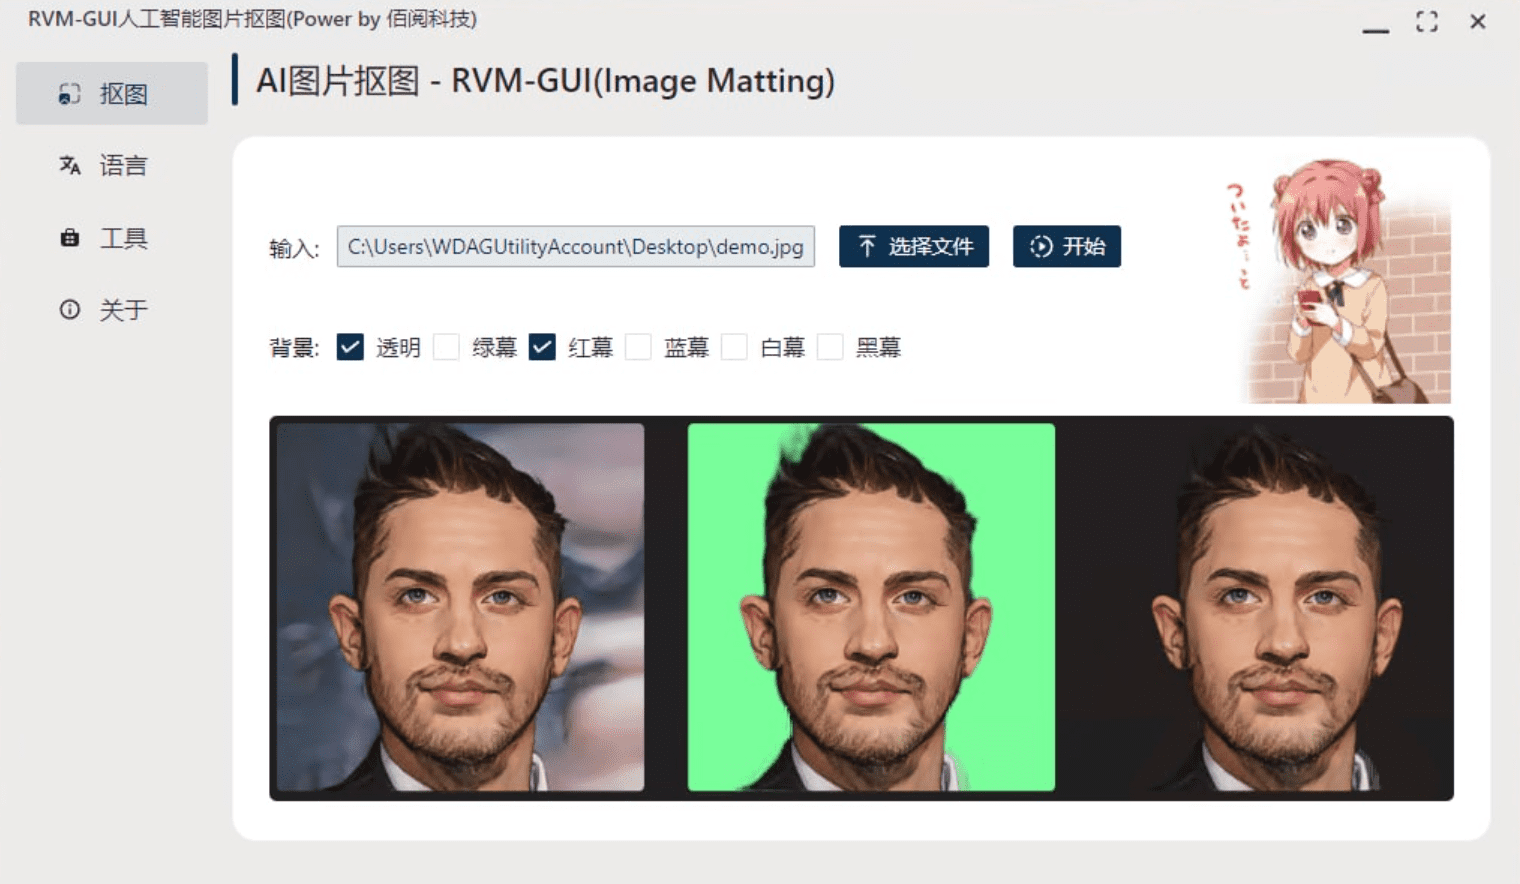 RVM-GUI人工智能图片抠图(Power by 佰阅科技)
抠图
语言
工具
关于
AI图片抠图 - RVM-GUI(Image Matting)
ついたよ…っと
输入: C:\Users\WDAGUtilityAccount\Desktop\demo.jpg 选择文件 开始
背景: 透明 绿幕 红幕 蓝幕 白幕 黑幕